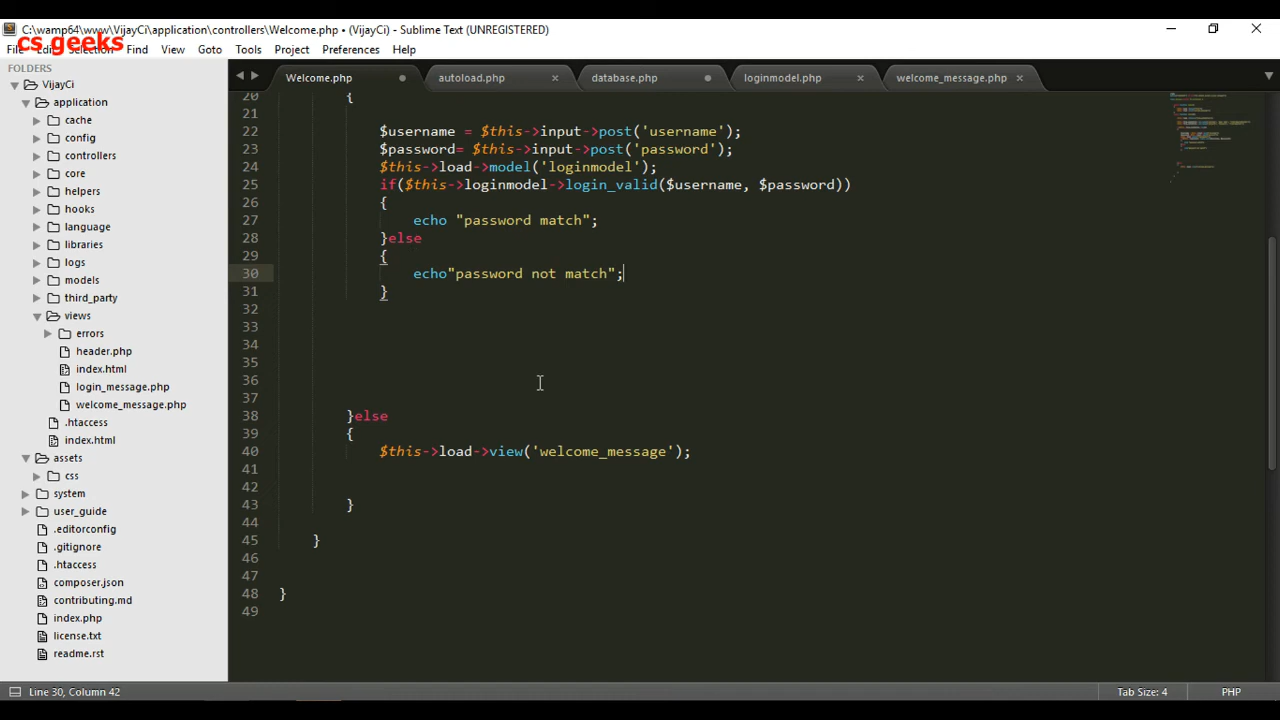 C:\wamp64\www\VijayCi\application\controllers\Welcome.php • (VijayCi) - Sublime Text (UNREGISTERED)
cs geeks
File Edit Selection Find View Goto Tools Project Preferences Help
FOLDERS
VijayCi
application
cache
config
controllers
core
helpers
hooks
language
libraries
logs
models
third_party
views
errors
header.php
index.html
login_message.php
welcome_message.php
.htaccess
index.html
assets
css
system
user_guide
.editorconfig
.gitignore
.htaccess
composer.json
contributing.md
index.php
license.txt
readme.rst
Welcome.php autoload.php database.php loginmodel.php welcome_message.php
20 {
21
22 $username = $this->input->post('username');
23 $password= $this->input->post('password');
24 $this->load->model('loginmodel');
25 if($this->loginmodel->login_valid($username, $password))
26 {
27 echo "password match";
28 }else
29 {
30 echo"password not match";
31 }
32
33
34
35
36
37
38 }else
39 {
40 $this->load->view('welcome_message');
41
42
43 }
44
45 }
46
47
48 }
49
Line 30, Column 42 Tab Size: 4 PHP